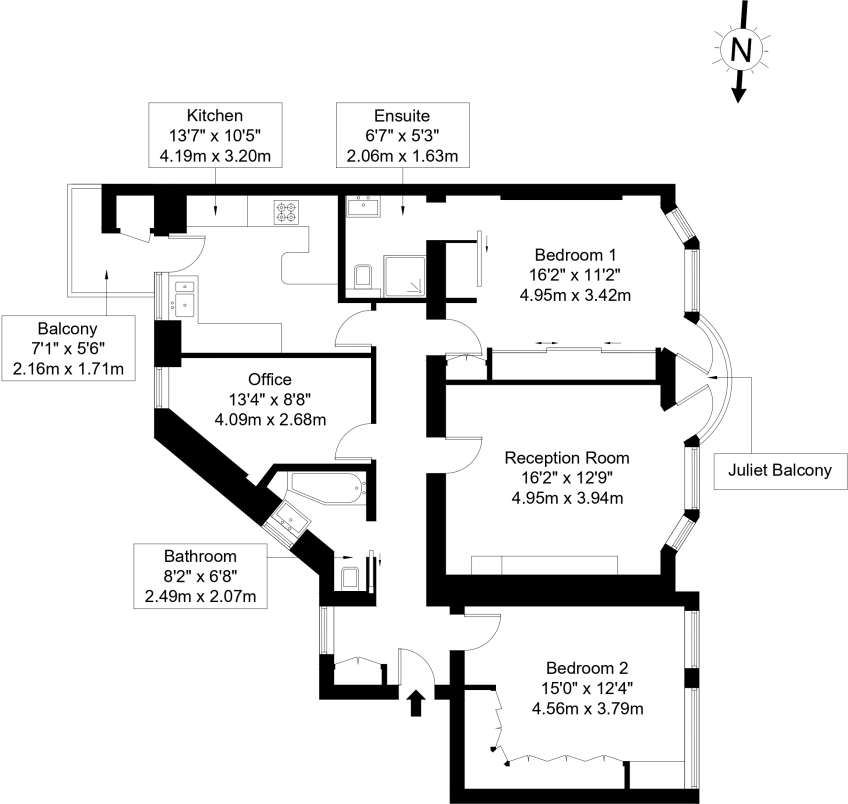 N
Kitchen
13'7" x 10'5"
4.19m x 3.20m
Ensuite
6'7" x 5'3"
2.06m x 1.63m
Bedroom 1
16'2" x 11'2"
4.95m x 3.42m
Balcony
7'1" x 5'6"
2.16m x 1.71m
Office
13'4" x 8'8"
4.09m x 2.68m
Reception Room
16'2" x 12'9"
4.95m x 3.94m
Juliet Balcony
Bathroom
8'2" x 6'8"
2.49m x 2.07m
Bedroom 2
15'0" x 12'4"
4.56m x 3.79m